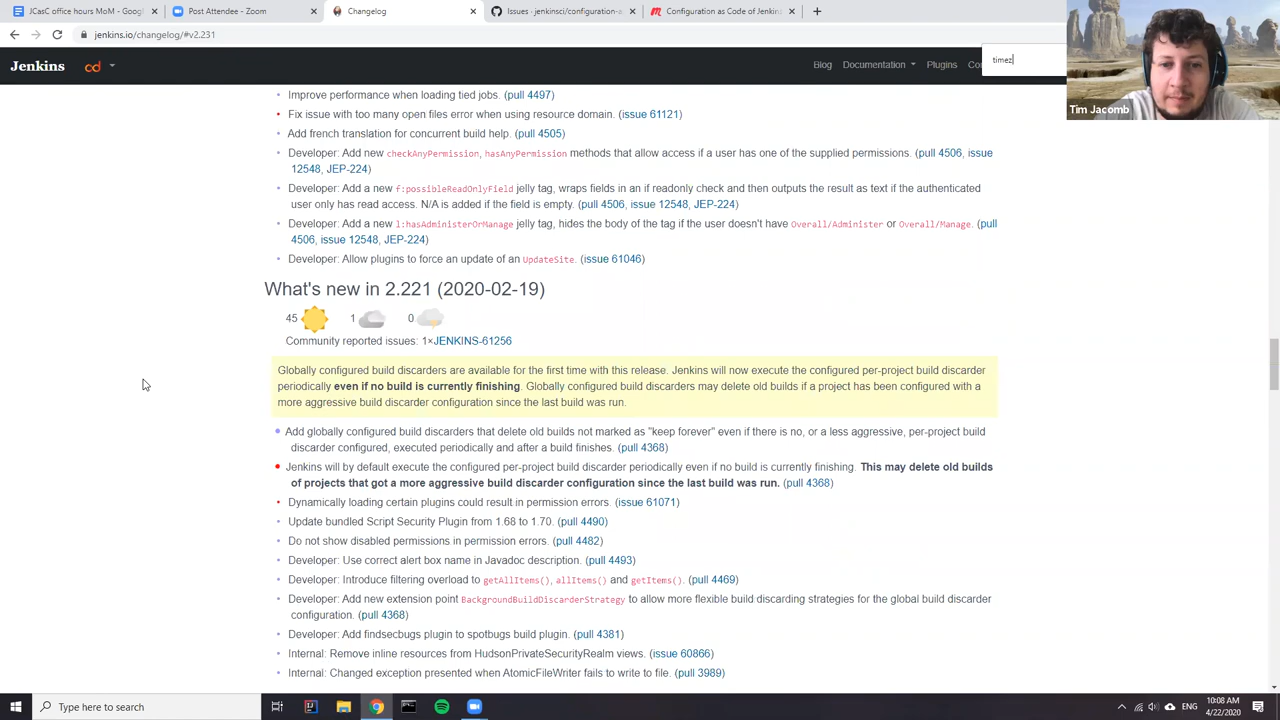 JCasC office hours MoM - Google
Post Attendee - Zoom
Changelog
Issues · jenkinsci/configuration-a
Configuration as Code of Jenkin
jenkins.io/changelog/#v2.231
Jenkins
cd
Blog
Documentation
Plugins
timez
Tim Jacomb
Improve performance when loading tied jobs. (pull 4497)
Fix issue with too many open files error when using resource domain. (issue 61121)
Add french translation for concurrent build help. (pull 4505)
Developer: Add new checkAnyPermission, hasAnyPermission methods that allow access if a user has one of the supplied permissions. (pull 4506, issue
12548, JEP-224)
Developer: Add a new f:possibleReadOnlyField jelly tag, wraps fields in an if readonly check and then outputs the result as text if the authenticated
user only has read access. N/A is added if the field is empty. (pull 4506, issue 12548, JEP-224)
Developer: Add a new l:hasAdministerOrManage jelly tag, hides the body of the tag if the user doesn't have Overall/Administer or Overall/Manage. (pull
4506, issue 12548, JEP-224)
Developer: Allow plugins to force an update of an UpdateSite. (issue 61046)
What's new in 2.221 (2020-02-19)
45 1 0
Community reported issues: 1×JENKINS-61256
Globally configured build discarders are available for the first time with this release. Jenkins will now execute the configured per-project build discarder
periodically even if no build is currently finishing. Globally configured build discarders may delete old builds if a project has been configured with a
more aggressive build discarder configuration since the last build was run.
Add globally configured build discarders that delete old builds not marked as "keep forever" even if there is no, or a less aggressive, per-project build
discarder configured, executed periodically and after a build finishes. (pull 4368)
Jenkins will by default execute the configured per-project build discarder periodically even if no build is currently finishing. This may delete old builds
of projects that got a more aggressive build discarder configuration since the last build was run. (pull 4368)
Dynamically loading certain plugins could result in permission errors. (issue 61071)
Update bundled Script Security Plugin from 1.68 to 1.70. (pull 4490)
Do not show disabled permissions in permission errors. (pull 4482)
Developer: Use correct alert box name in Javadoc description. (pull 4493)
Developer: Introduce filtering overload to getAllItems(), allItems() and getItems(). (pull 4469)
Developer: Add new extension point BackgroundBuildDiscarderStrategy to allow more flexible build discarding strategies for the global build discarder
configuration. (pull 4368)
Developer: Add findsecbugs plugin to spotbugs build plugin. (pull 4381)
Internal: Remove inline resources from HudsonPrivateSecurityRealm views. (issue 60866)
Internal: Changed exception presented when AtomicFileWriter fails to write to file. (pull 3989)
Type here to search
ENG
10:08 AM
4/22/2020